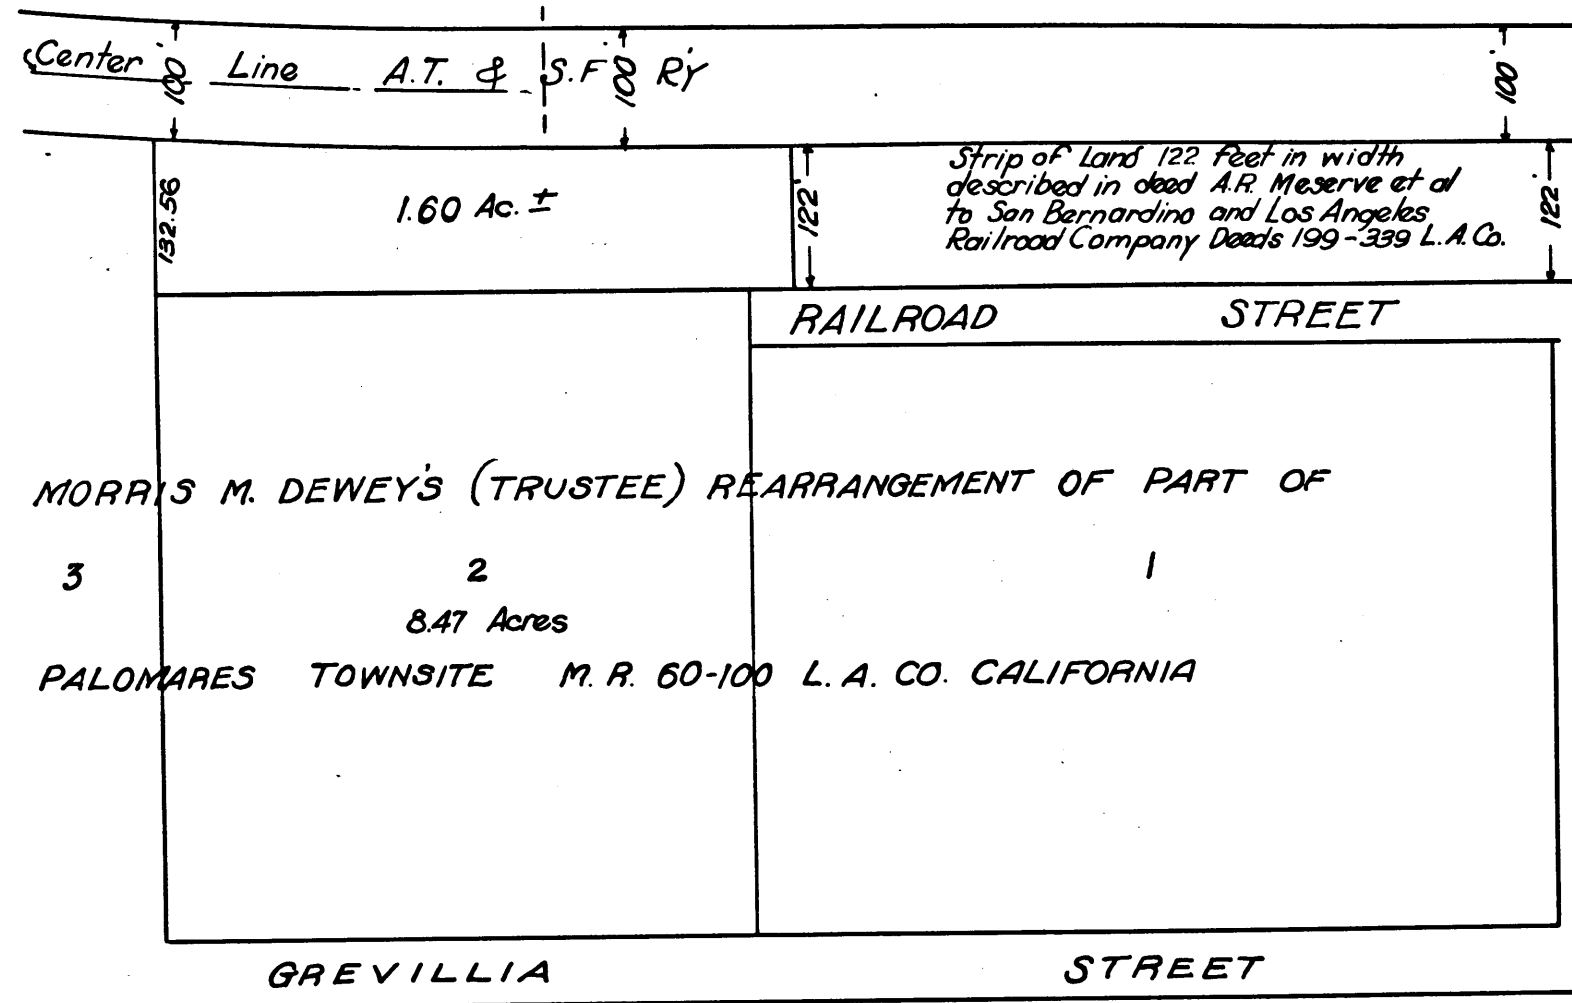 Center Line A.T. & S.F. R'Y
100'
100'
100'
132.56
1.60 Ac. ±
122'
Strip of Land 122 feet in width
described in deed A.R. Meserve et al
to San Bernardino and Los Angeles
Railroad Company Deeds 199-339 L.A. Co.
122'
RAILROAD STREET
MORRIS M. DEWEY'S (TRUSTEE) REARRANGEMENT OF PART OF
3 2 1
8.47 Acres
PALOMARES TOWNSITE M. R. 60-100 L. A. CO. CALIFORNIA
GREVILLIA STREET